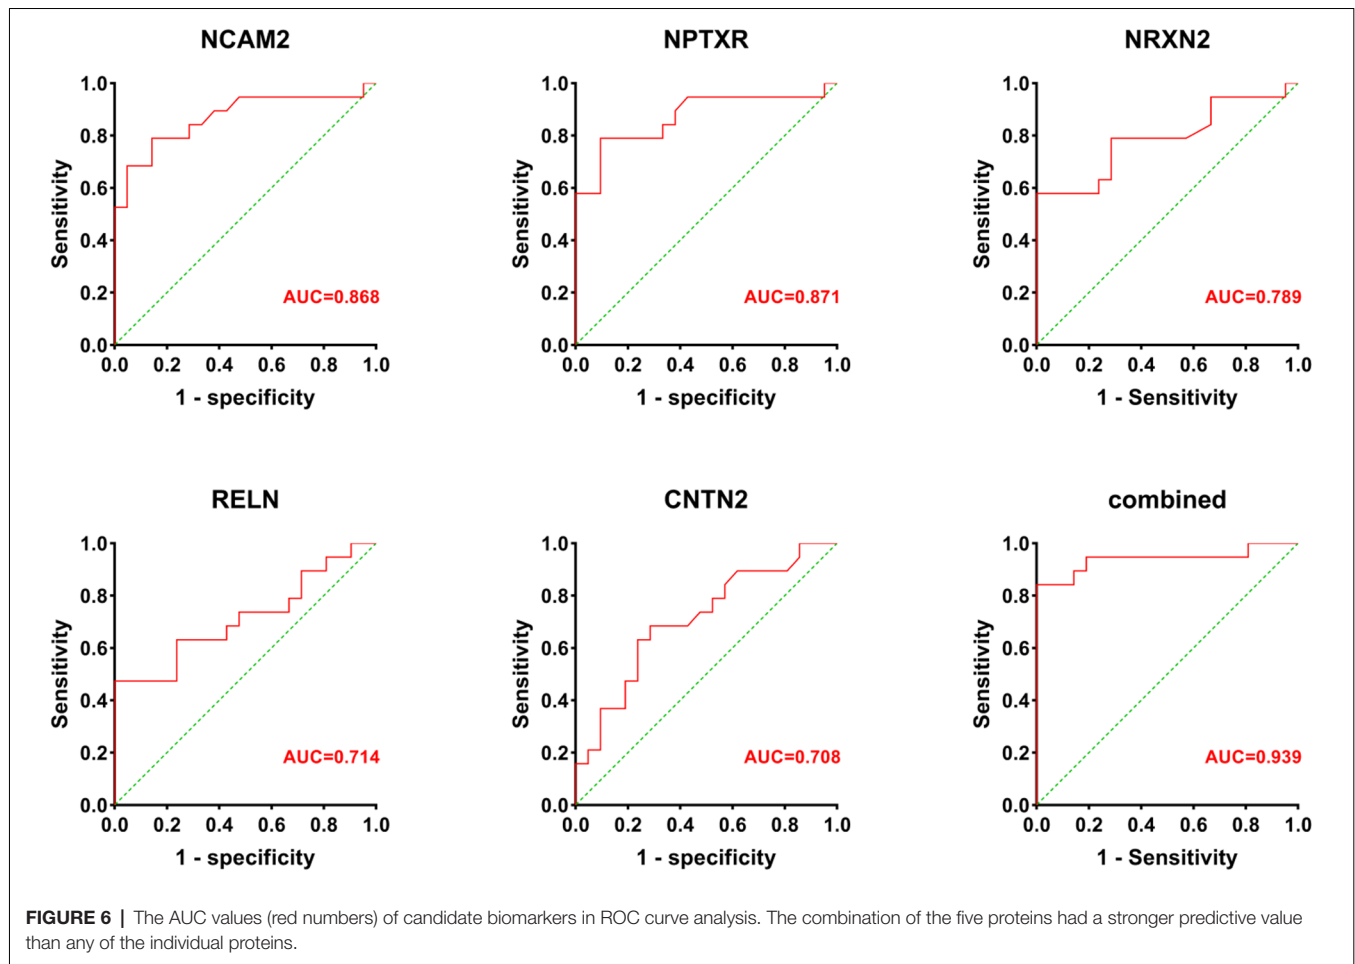 NCAM2 NPTXR NRXN2
1.0 1.0 1.0
0.8 0.8 0.8
0.6 0.6 0.6
0.4 0.4 0.4
0.2 0.2 0.2
0.0 0.0 0.0
Sensitivity Sensitivity Sensitivity
AUC=0.868 AUC=0.871 AUC=0.789
0.0 0.2 0.4 0.6 0.8 1.0 0.0 0.2 0.4 0.6 0.8 1.0 0.0 0.2 0.4 0.6 0.8 1.0
1 - specificity 1 - specificity 1 - Sensitivity
RELN CNTN2 combined
1.0 1.0 1.0
0.8 0.8 0.8
0.6 0.6 0.6
0.4 0.4 0.4
0.2 0.2 0.2
0.0 0.0 0.0
Sensitivity Sensitivity Sensitivity
AUC=0.714 AUC=0.708 AUC=0.939
0.0 0.2 0.4 0.6 0.8 1.0 0.0 0.2 0.4 0.6 0.8 1.0 0.0 0.2 0.4 0.6 0.8 1.0
1 - specificity 1 - specificity 1 - Sensitivity
FIGURE 6 | The AUC values (red numbers) of candidate biomarkers in ROC curve analysis. The combination of the five proteins had a stronger predictive value
than any of the individual proteins.